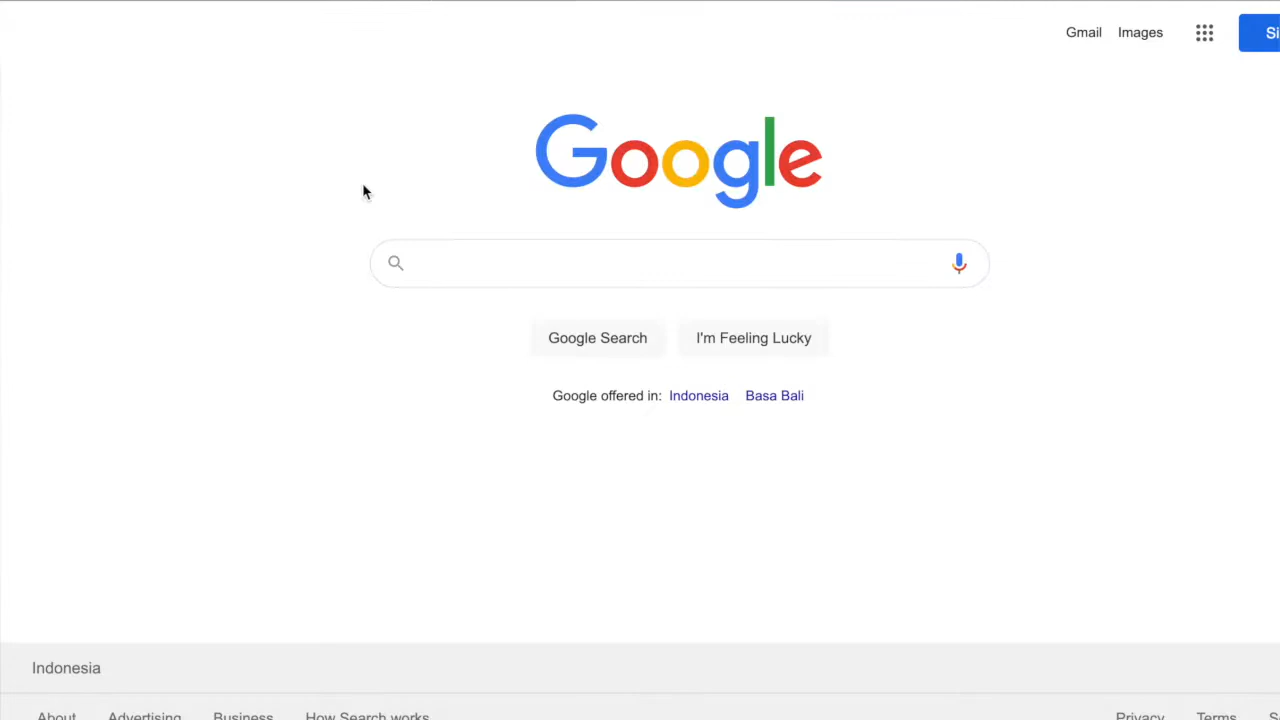 Gmail Images
Google
Google Search I'm Feeling Lucky
Google offered in: Indonesia Basa Bali
Indonesia
About Advertising Business How Search works Privacy Terms